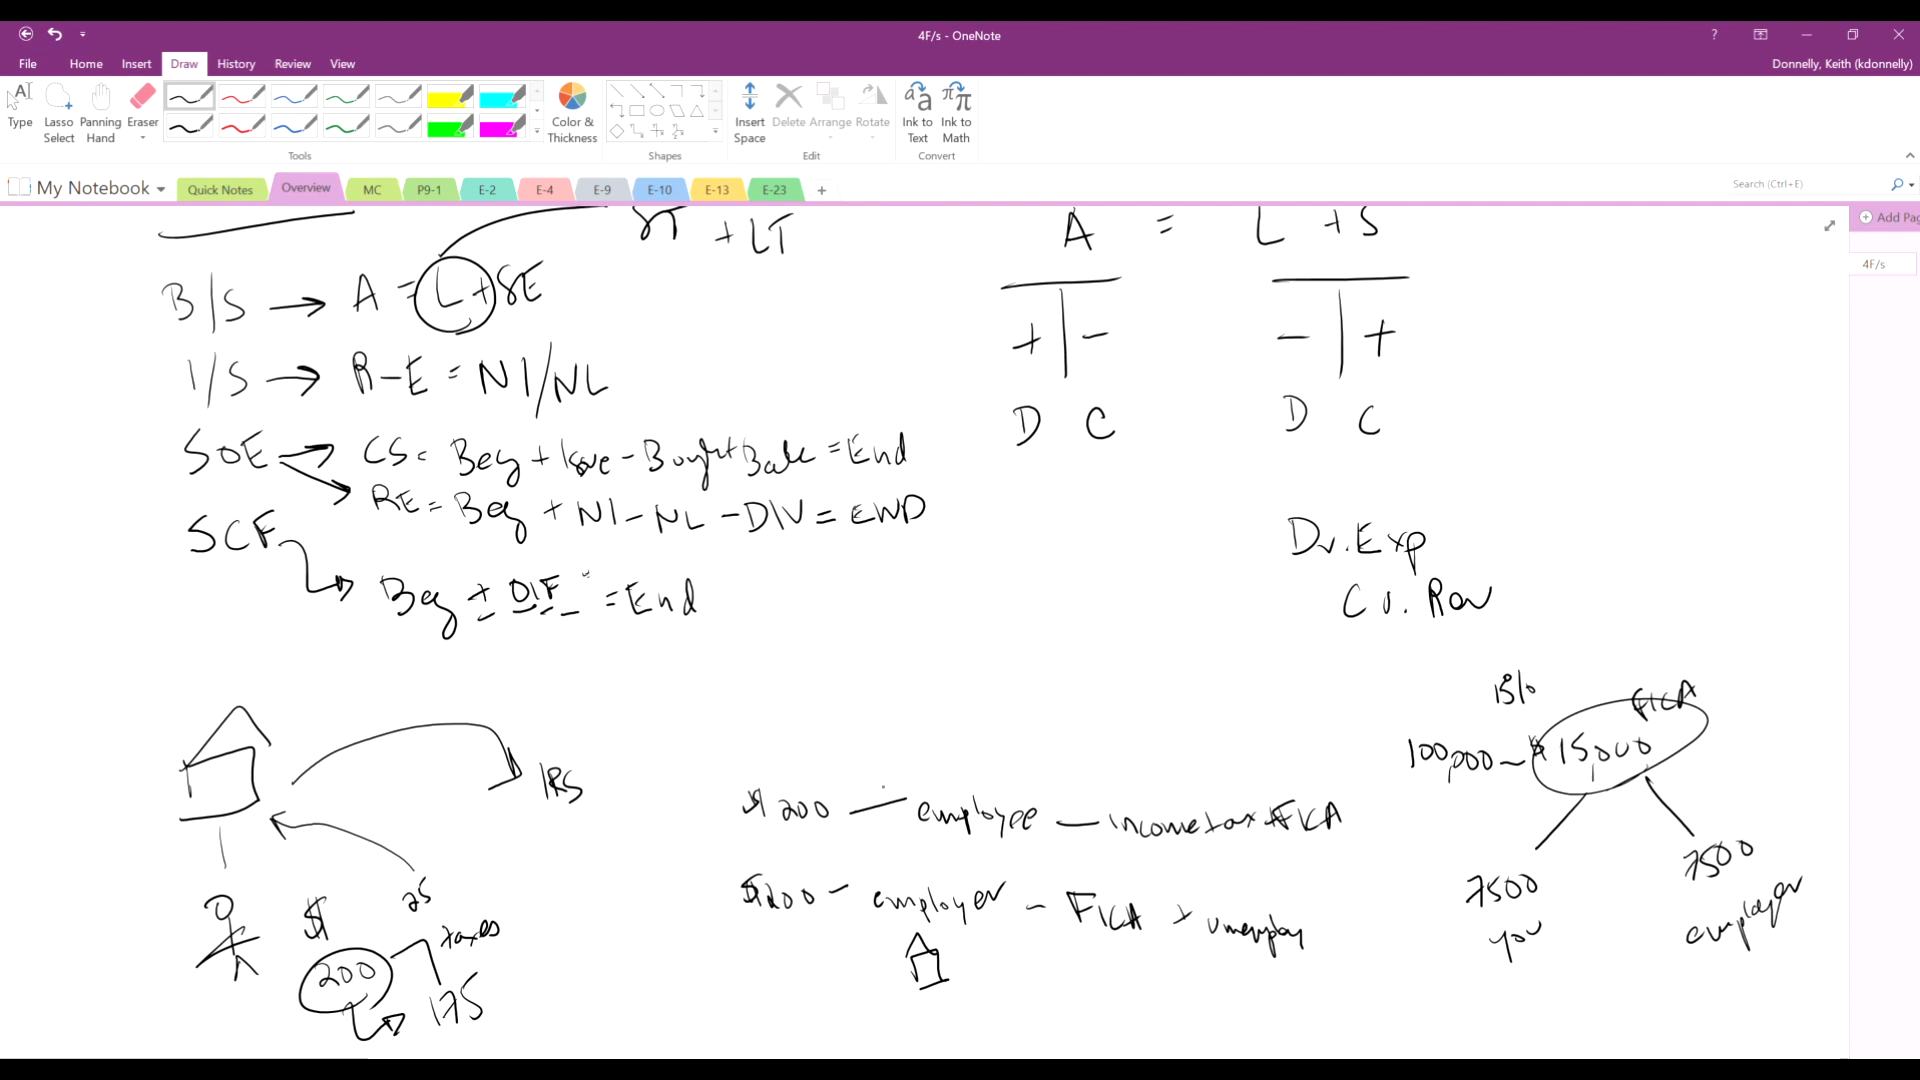 4F/s - OneNote
?
File Home Insert Draw History Review View
Donnelly, Keith (kdonnelly)
Type
Lasso Select
Panning Hand
Eraser
Color & Thickness
Insert Space
Delete
Arrange
Rotate
Ink to Text
Ink to Math
Tools
Shapes
Edit
Convert
My Notebook
Quick Notes Overview MC P9-1 E-2 E-4 E-9 E-10 E-13 E-23 +
Search (Ctrl+E)
Add Pag
4F/s
ST + LT
A = L + S
B/S → A = L + SE
+ | -
- | +
I/S → R-E = NI/NL
D C
D C
SOE → CS = Beg + Issue - Bought Back = End
RE = Beg + NI - NL - DIV = END
SCF
Beg ± DIF = End
Dr. Exp
Cr. Rev
15%
FICA
100,000 - $15,000
7500 you
7500 employer
IRS
$200 - employee - income tax + FICA
$200 - employer - FICA + unemploy
$
25
taxes
200
175